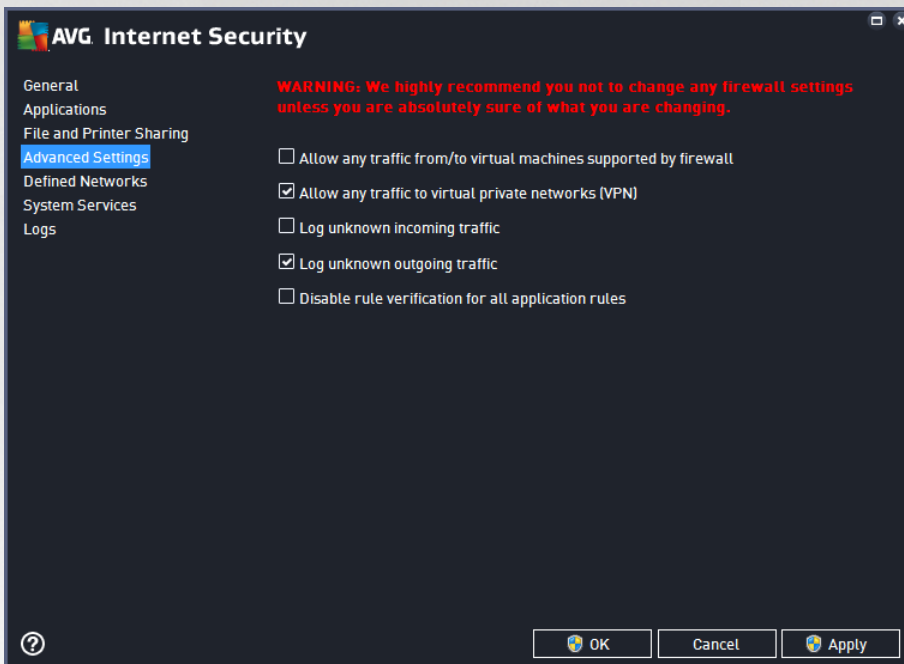 AVG Internet Security
General
Applications
File and Printer Sharing
Advanced Settings
Defined Networks
System Services
Logs
WARNING: We highly recommend you not to change any firewall settings
unless you are absolutely sure of what you are changing.
Allow any traffic from/to virtual machines supported by firewall
Allow any traffic to virtual private networks (VPN)
Log unknown incoming traffic
Log unknown outgoing traffic
Disable rule verification for all application rules
?
OK
Cancel
Apply